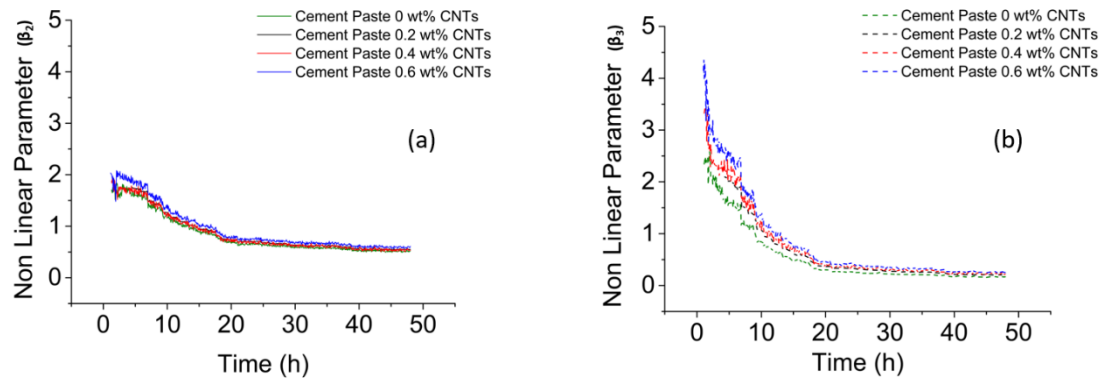 Non Linear Parameter (β₂)
5
4
3
2
1
0
Cement Paste 0 wt% CNTs
Cement Paste 0.2 wt% CNTs
Cement Paste 0.4 wt% CNTs
Cement Paste 0.6 wt% CNTs
(a)
0 10 20 30 40 50
Time (h)
Non Linear Parameter (β₃)
5
4
3
2
1
0
Cement Paste 0 wt% CNTs
Cement Paste 0.2 wt% CNTs
Cement Paste 0.4 wt% CNTs
Cement Paste 0.6 wt% CNTs
(b)
0 10 20 30 40 50
Time (h)